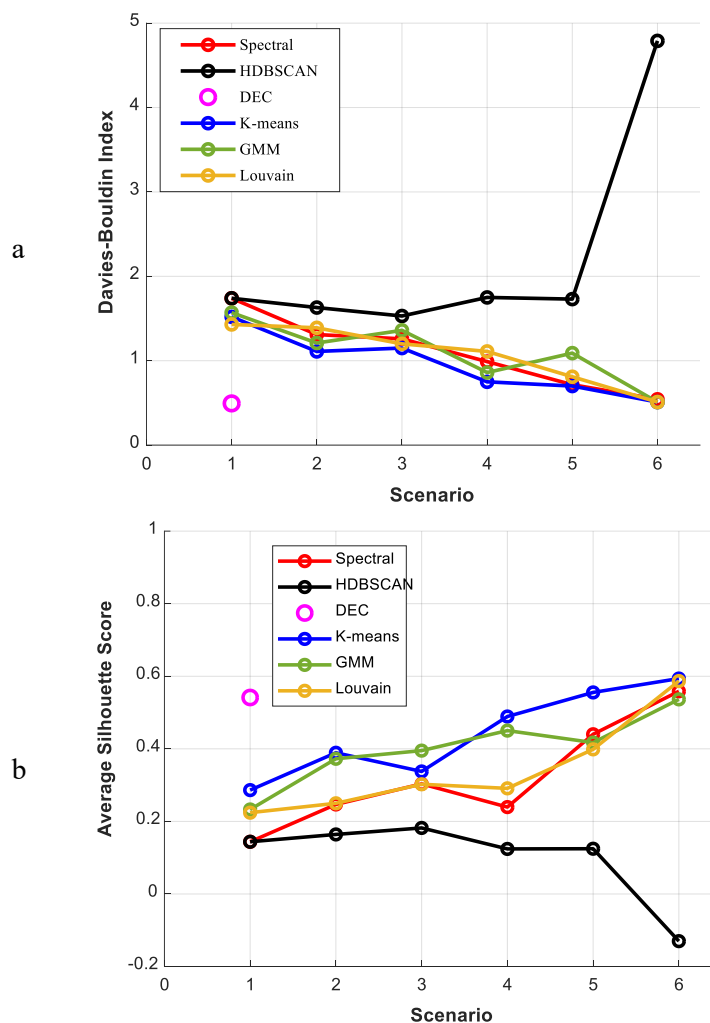 a
5
4
3
2
1
0
Davies-Bouldin Index
Spectral
HDBSCAN
DEC
K-means
GMM
Louvain
0 1 2 3 4 5 6
Scenario
b
1
0.8
0.6
0.4
0.2
0
-0.2
Average Silhouette Score
Spectral
HDBSCAN
DEC
K-means
GMM
Louvain
0 1 2 3 4 5 6
Scenario